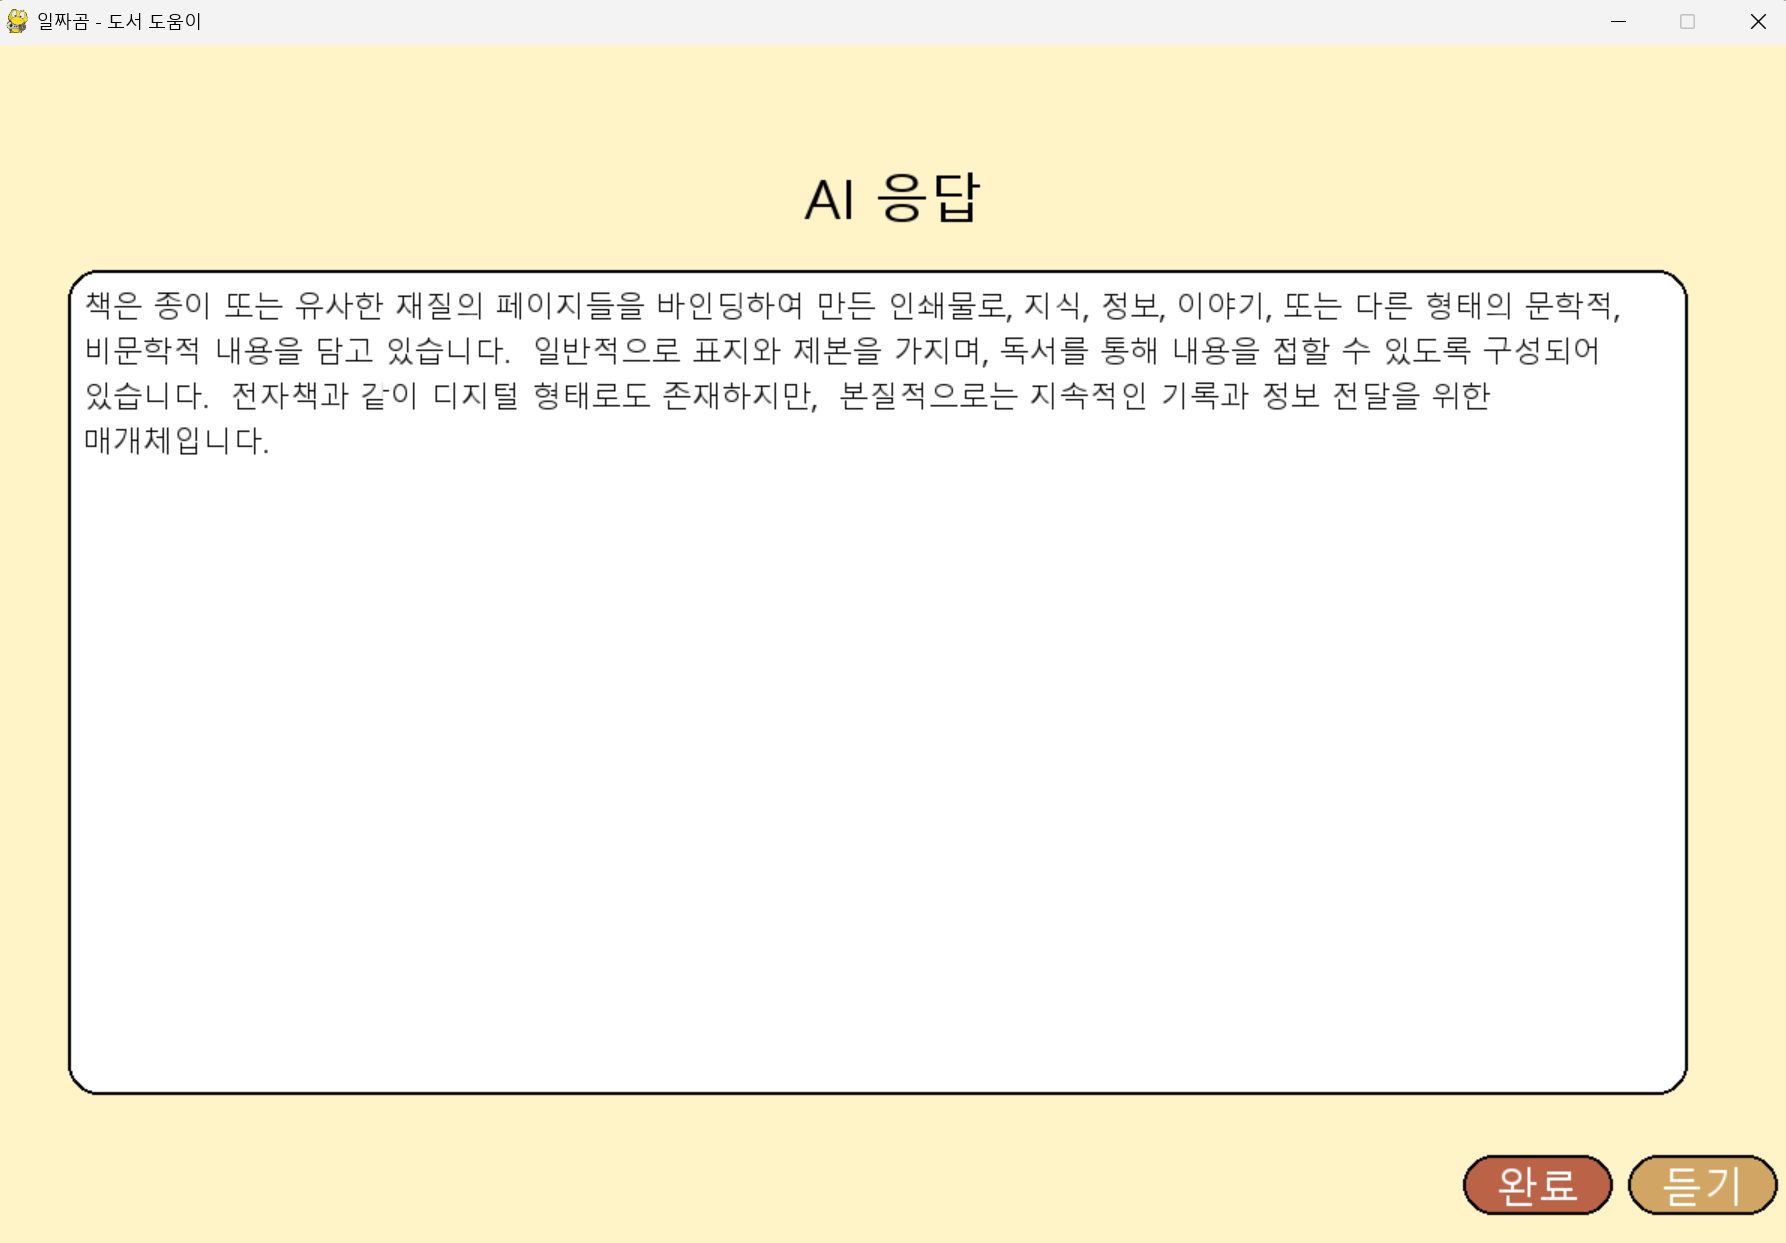 일짜곰 - 도서 도움이
AI 응답
책은 종이 또는 유사한 재질의 페이지들을 바인딩하여 만든 인쇄물로, 지식, 정보, 이야기, 또는 다른 형태의 문학적,
비문학적 내용을 담고 있습니다.  일반적으로 표지와 제본을 가지며, 독서를 통해 내용을 접할 수 있도록 구성되어
있습니다.  전자책과 같이 디지털 형태로도 존재하지만,  본질적으로는 지속적인 기록과 정보 전달을 위한
매개체입니다.
완료
듣기